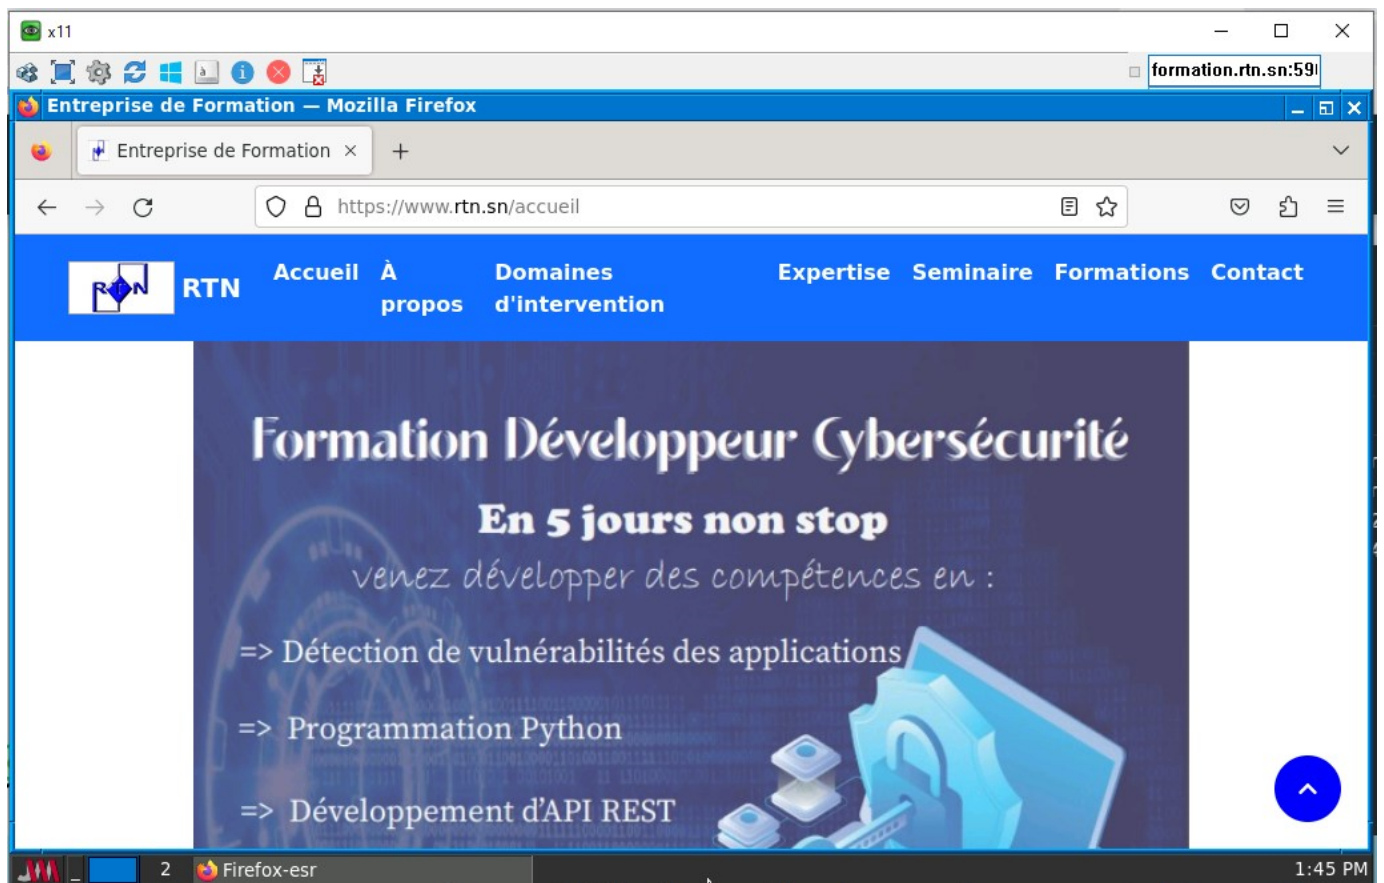 x11
formation.rtn.sn:59
Entreprise de Formation — Mozilla Firefox
Entreprise de Formation
https://www.rtn.sn/accueil
RTN RTN Accueil À propos Domaines d'intervention Expertise Seminaire Formations Contact
Formation Développeur Cybersécurité
En 5 jours non stop
venez développer des compétences en :
=> Détection de vulnérabilités des applications
=> Programmation Python
=> Développement d'API REST
2 Firefox-esr 1:45 PM